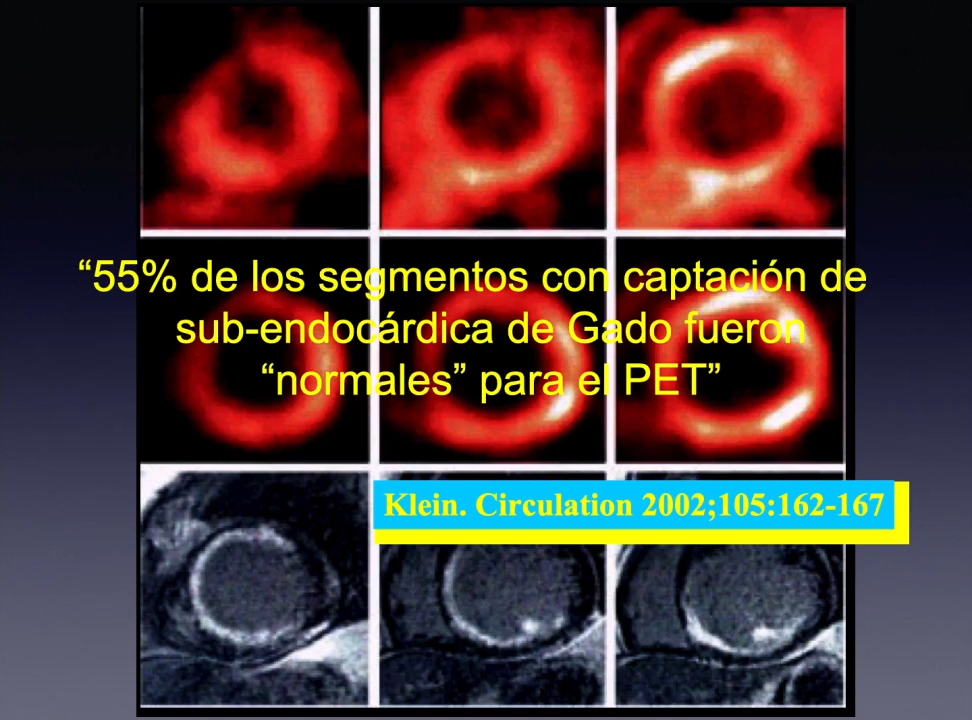 “55% de los segmentos con captación de
sub-endocárdica de Gado fueron
“normales” para el PET”
Klein. Circulation 2002;105:162-167